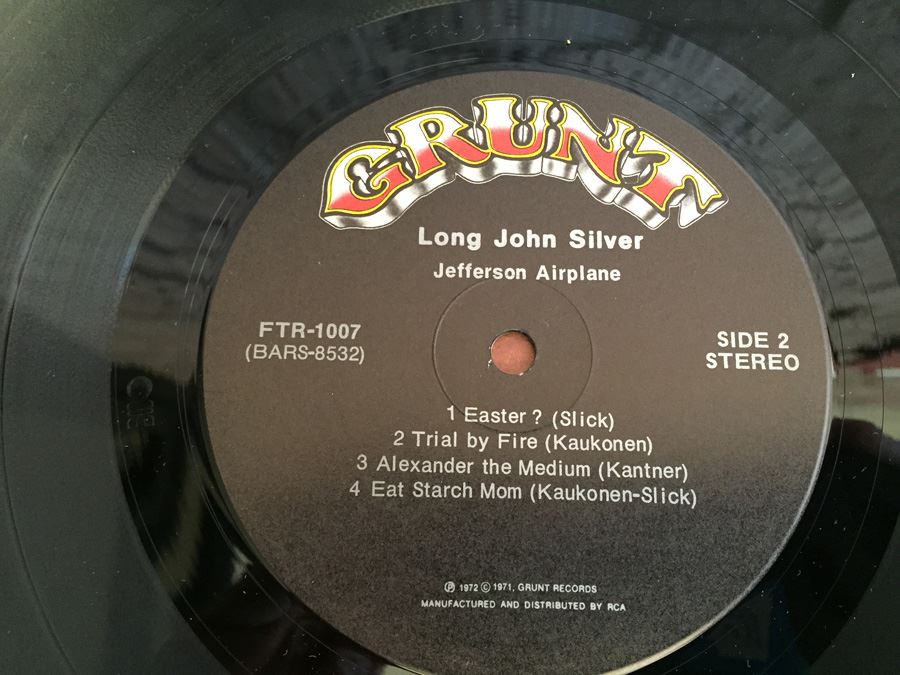 GRUNT
Long John Silver
Jefferson Airplane
FTR-1007
(BARS-8532)
SIDE 2
STEREO
1 Easter ? (Slick)
2 Trial by Fire (Kaukonen)
3 Alexander the Medium (Kantner)
4 Eat Starch Mom (Kaukonen-Slick)
Ⓟ 1972 Ⓒ 1971, GRUNT RECORDS
MANUFACTURED AND DISTRIBUTED BY RCA